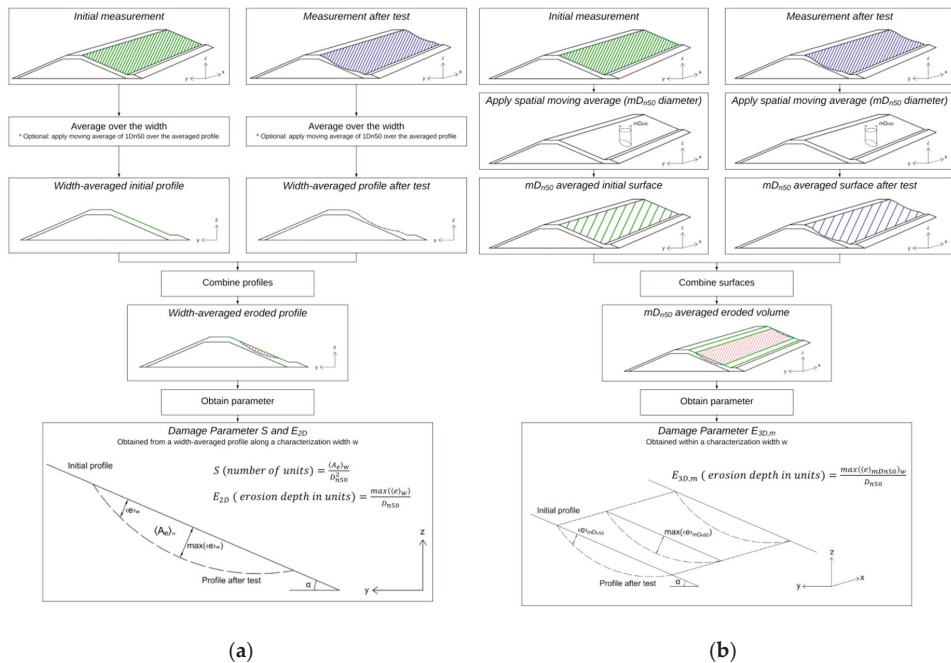 Initial measurement
z
y
x
Measurement after test
z
y
x
Average over the width
* Optional: apply moving average of 1Dn50 over the averaged profile
Average over the width
* Optional: apply moving average of 1Dn50 over the averaged profile
Width-averaged initial profile
z
y
Width-averaged profile after test
z
y
Combine profiles
Width-averaged eroded profile
z
y
Obtain parameter
Damage Parameter S and E2D
Obtained from a width-averaged profile along a characterization width w
Initial profile
S (number of units) = ⟨Ae⟩w / D²n50
E2D ( erosion depth in units) = max(⟨e⟩w) / Dn50
‹e›w
⟨Ae⟩w
max(‹e›w)
Profile after test
α
z
y
(a)
Initial measurement
z
y
x
Measurement after test
z
y
x
Apply spatial moving average (mDn50 diameter)
mDn50
z
y
x
Apply spatial moving average (mDn50 diameter)
mDn50
z
y
x
mDn50 averaged initial surface
z
y
x
mDn50 averaged surface after test
z
y
x
Combine surfaces
mDn50 averaged eroded volume
z
y
x
Obtain parameter
Damage Parameter E3D,m
Obtained within a characterization width w
E3D,m ( erosion depth in units) = max(⟨e⟩mDn50)w / Dn50
Initial profile
‹e›mDn50
max(‹e›mDn50)
Profile after test
α
z
y
x
(b)